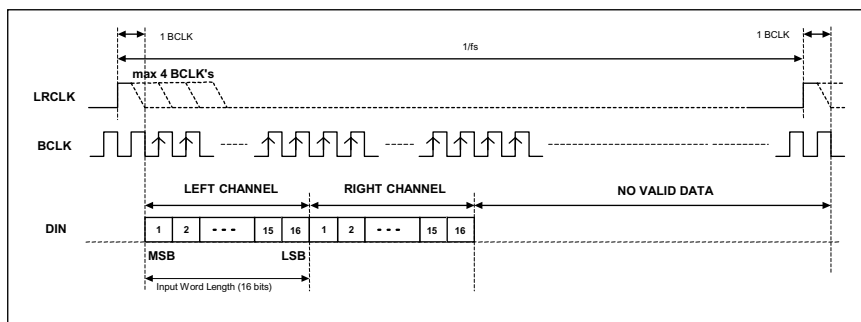 1 BCLK
1/fs
1 BCLK
max 4 BCLK's
LRCLK
BCLK
LEFT CHANNEL
RIGHT CHANNEL
NO VALID DATA
DIN
1 2 15 16 1 2 15 16
MSB
LSB
Input Word Length (16 bits)